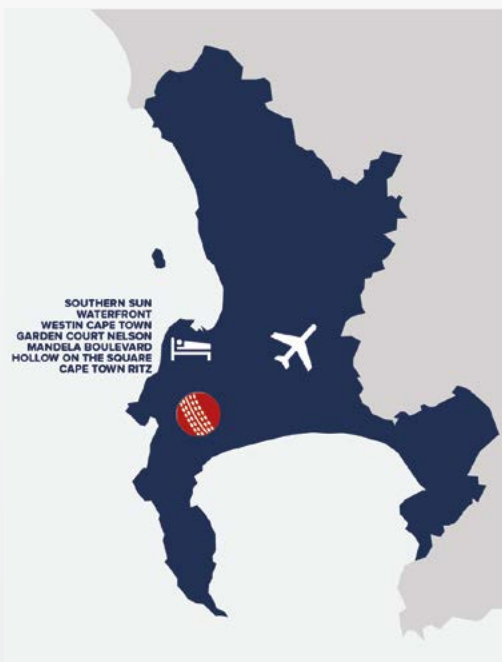 SOUTHERN SUN
WATERFRONT
WESTIN CAPE TOWN
GARDEN COURT NELSON
MANDELA BOULEVARD
HOLLOW ON THE SQUARE
CAPE TOWN RITZ